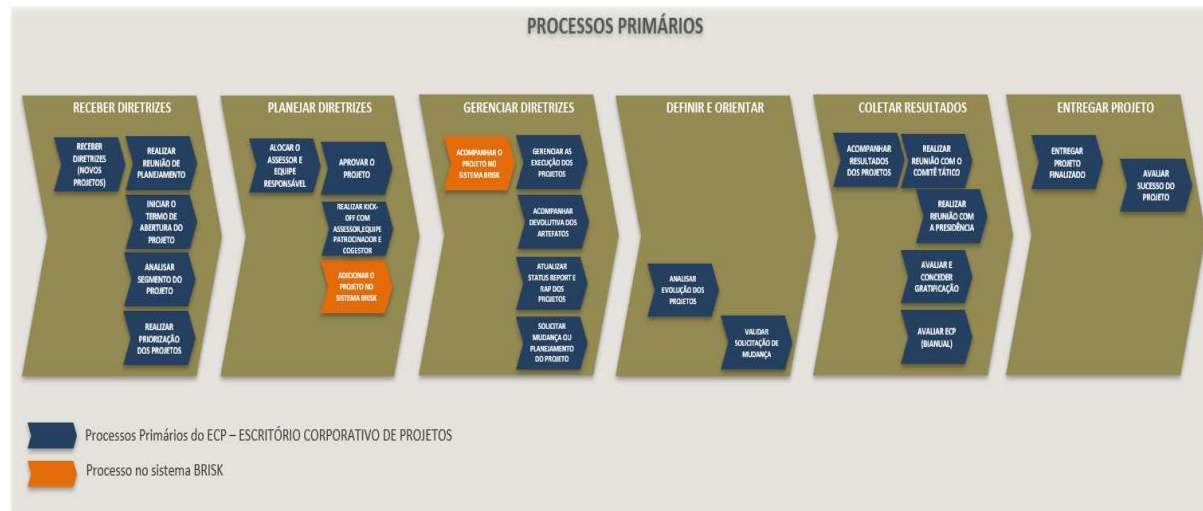 PROCESSOS PRIMÁRIOS
RECEBER DIRETRIZES
RECEBER
DIRETRIZES
(NOVOS
PROJETOS)
REALIZAR
REUNIÃO DE
PLANEJAMENTO
INICIAR O
TERMO DE
ABERTURA DO
PROJETO
ANALISAR
SEGMENTO DO
PROJETO
REALIZAR
PRIORIZAÇÃO
DOS PROJETOS
PLANEJAR DIRETRIZES
ALOCAR O
ASSESSOR E
EQUIPE
RESPONSÁVEL
APROVAR O
PROJETO
REALIZAR KICK-
OFF COM
ASSESSOR,EQUIPE
PATROCINADOR E
COGESTOR
ADICIONAR O
PROJETO NO
SISTEMA BRISK
GERENCIAR DIRETRIZES
ACOMPANHAR O
PROJETO NO
SISTEMA BRISK
GERENCIAR AS
EXECUÇÃO DOS
PROJETOS
ACOMPANHAR
DEVOLUTIVA DOS
ARTEFATOS
ATUALIZAR
STATUS REPORT E
RAP DOS
PROJETOS
SOLICITAR
MUDANÇA OU
PLANEJAMENTO
DO PROJETO
DEFINIR E ORIENTAR
ANALISAR
EVOLUÇÃO DOS
PROJETOS
VALIDAR
SOLICITAÇÃO DE
MUDANÇA
COLETAR RESULTADOS
ACOMPANHAR
RESULTADOS
DOS PROJETOS
REALIZAR
REUNIÃO COM O
COMITÊ TÁTICO
REALIZAR
REUNIÃO COM
A PRESIDÊNCIA
AVALIAR E
CONCEDER
GRATIFICAÇÃO
AVALIAR ECP
(BIANUAL)
ENTREGAR PROJETO
ENTREGAR
PROJETO
FINALIZADO
AVALIAR
SUCESSO DO
PROJETO
Processos Primários do ECP – ESCRITÓRIO CORPORATIVO DE PROJETOS
Processo no sistema BRISK